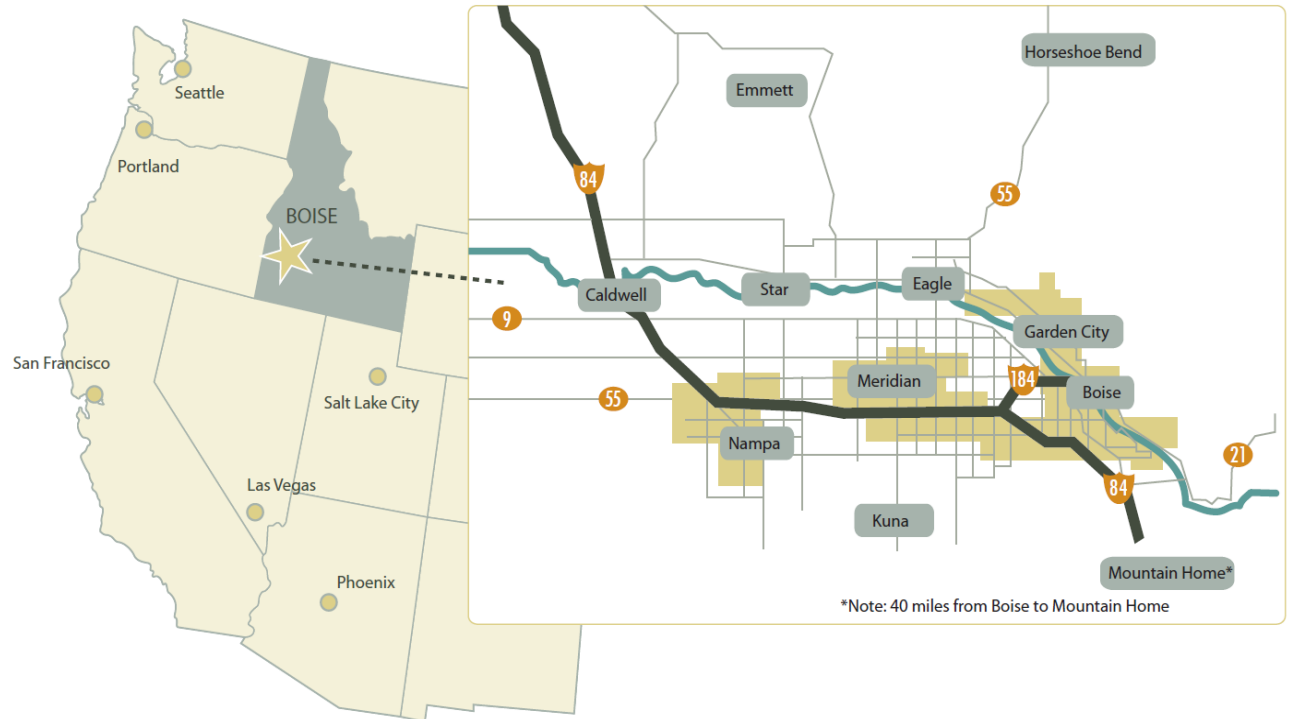 Seattle
Portland
BOISE
San Francisco
Salt Lake City
Las Vegas
Phoenix
Horseshoe Bend
Emmett
84
55
Caldwell
Star
Eagle
9
Garden City
Meridian
184
Boise
55
Nampa
21
84
Kuna
Mountain Home*
*Note: 40 miles from Boise to Mountain Home